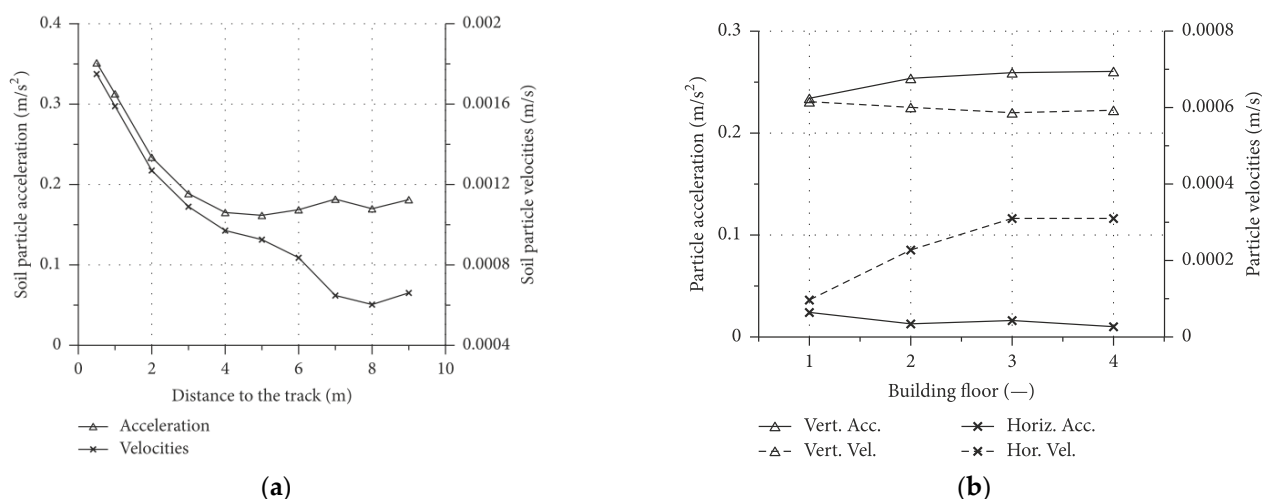 0.4
0.3
0.2
0.1
0
Soil particle acceleration (m/s²)
0.002
0.0016
0.0012
0.0008
0.0004
Soil particle velocities (m/s)
0 2 4 6 8 10
Distance to the track (m)
Acceleration
Velocities
(a)
0.3
0.2
0.1
0
Particle acceleration (m/s²)
0.0008
0.0006
0.0004
0.0002
0
Particle velocities (m/s)
1 2 3 4
Building floor (—)
Vert. Acc. Horiz. Acc.
Vert. Vel. Hor. Vel.
(b)